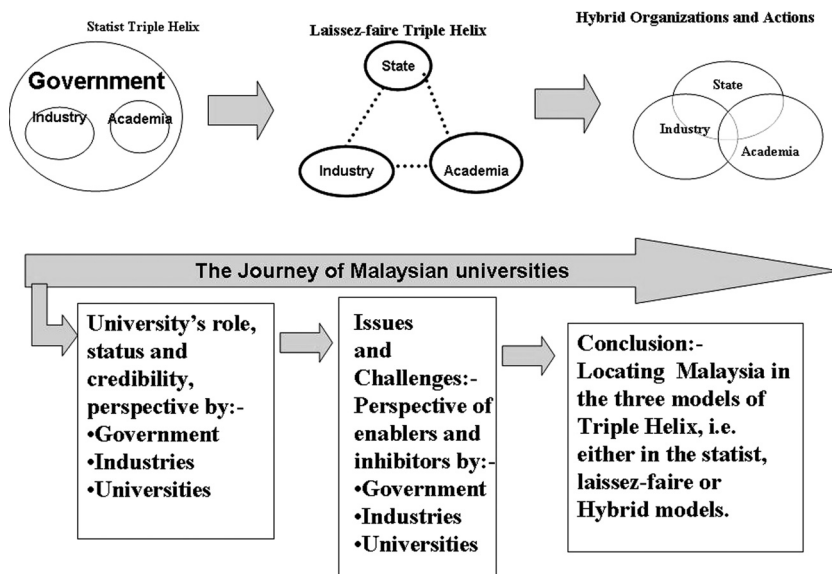 Statist Triple Helix
Government
Industry
Academia
Laissez-faire Triple Helix
State
Industry
Academia
Hybrid Organizations and Actions
State
Industry
Academia
The Journey of Malaysian universities
University's role,
status and
credibility,
perspective by:-
•Government
•Industries
•Universities
Issues
and
Challenges:-
Perspective of
enablers and
inhibitors by:-
•Government
•Industries
•Universities
Conclusion:-
Locating Malaysia in
the three models of
Triple Helix, i.e.
either in the statist,
laissez-faire or
Hybrid models.